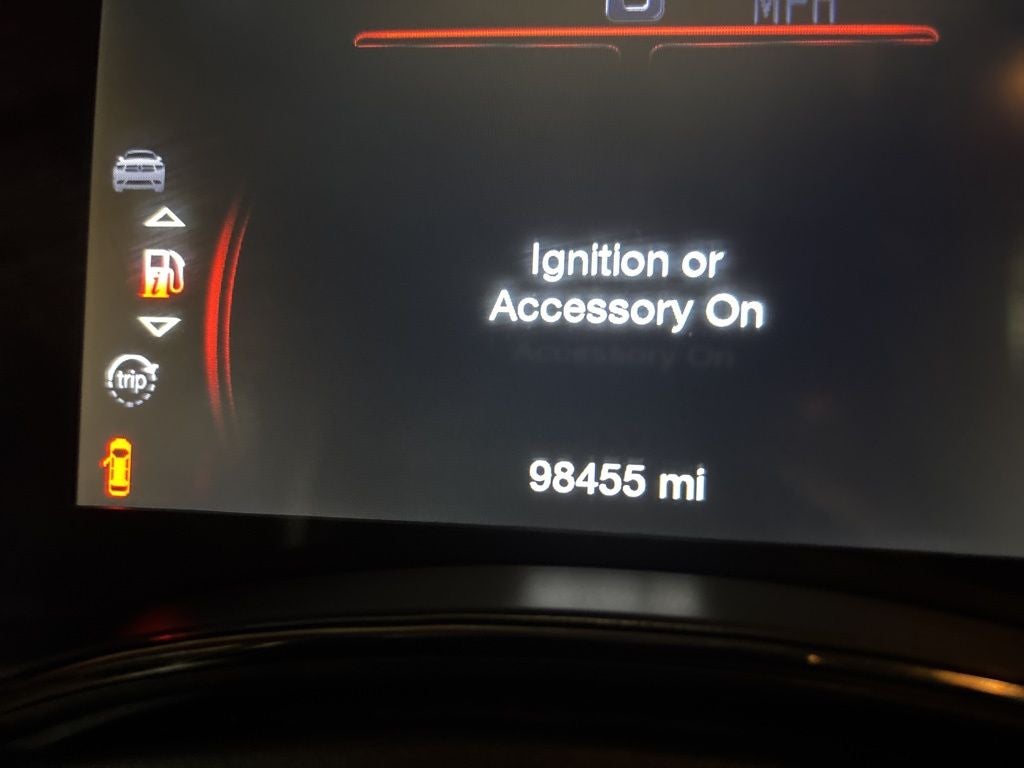 MPH
Ignition or
Accessory On
trip
98455 mi